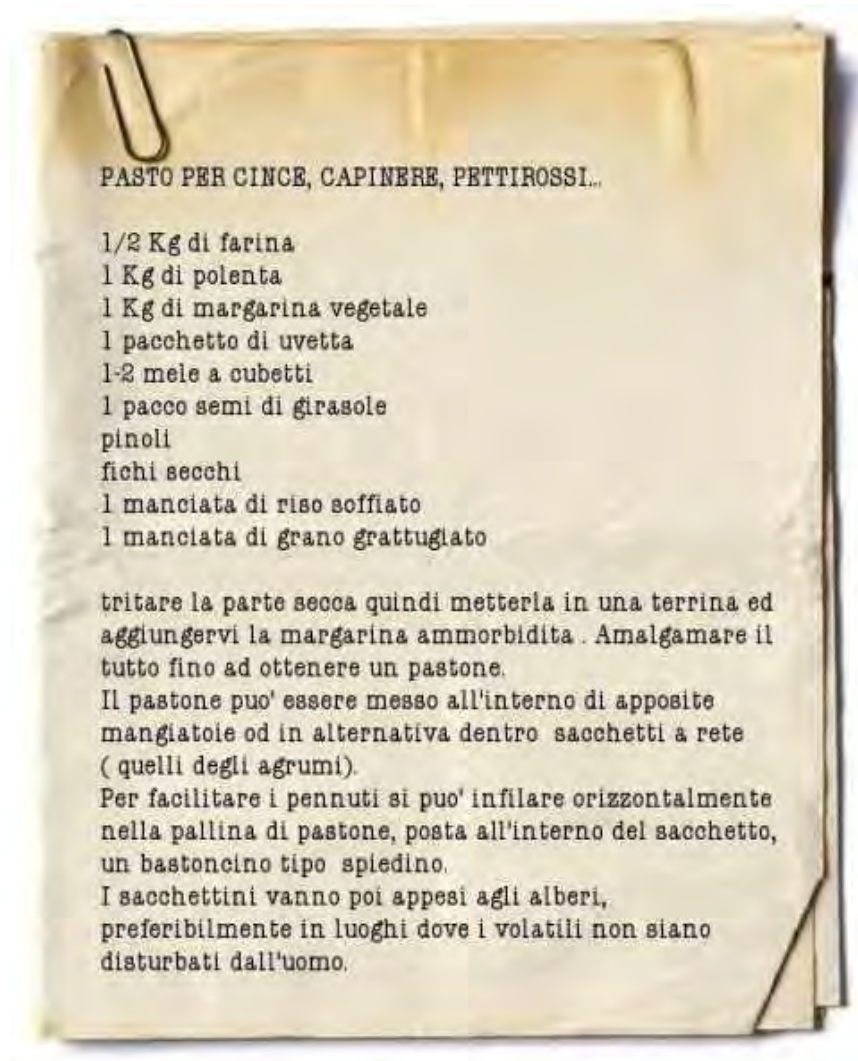 PASTO PER CINCE, CAPINERE, PETTIROSSI...
1/2 Kg di farina
1 Kg di polenta
1 Kg di margarina vegetale
1 pacchetto di uvetta
1-2 mele a cubetti
1 pacco semi di girasole
pinoli
fichi secchi
1 manciata di riso soffiato
1 manciata di grano grattugiato
tritare la parte secca quindi metterla in una terrina ed
aggiungervi la margarina ammorbidita . Amalgamare il
tutto fino ad ottenere un pastone.
Il pastone puo' essere messo all'interno di apposite
mangiatoie od in alternativa dentro sacchetti a rete
( quelli degli agrumi).
Per facilitare i pennuti si puo' infilare orizzontalmente
nella pallina di pastone, posta all'interno del sacchetto,
un bastoncino tipo spiedino.
I sacchettini vanno poi appesi agli alberi,
preferibilmente in luoghi dove i volatili non siano
disturbati dall'uomo.